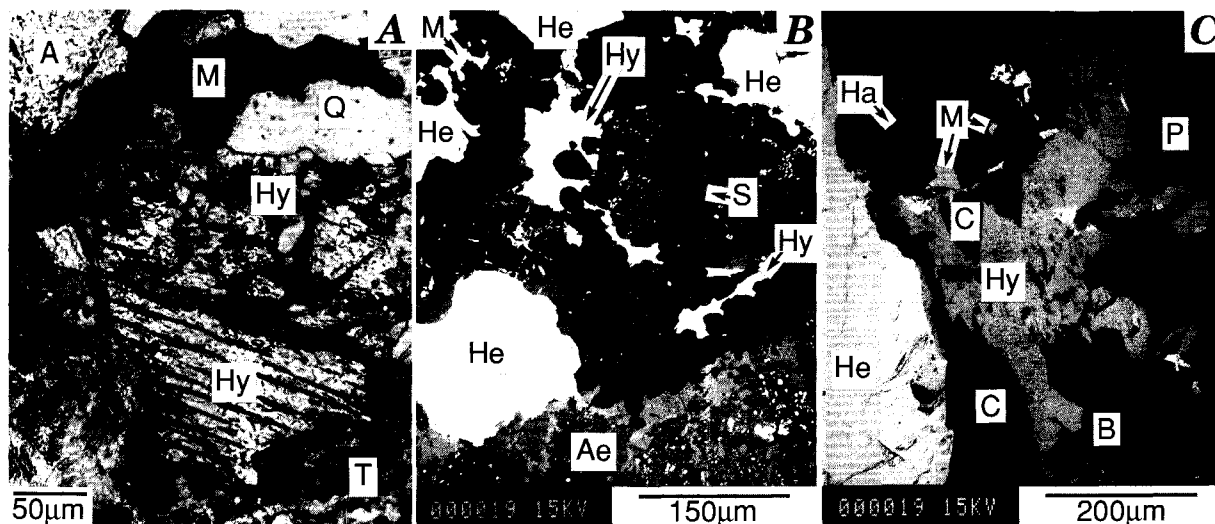 A
A
M
Q
Hy
Hy
T
50µm
B
M
He
Hy
He
He
S
Hy
He
Ae
000019 15KV
150µm
C
Ha
M
P
C
Hy
He
C
B
000019 15KV
200µm